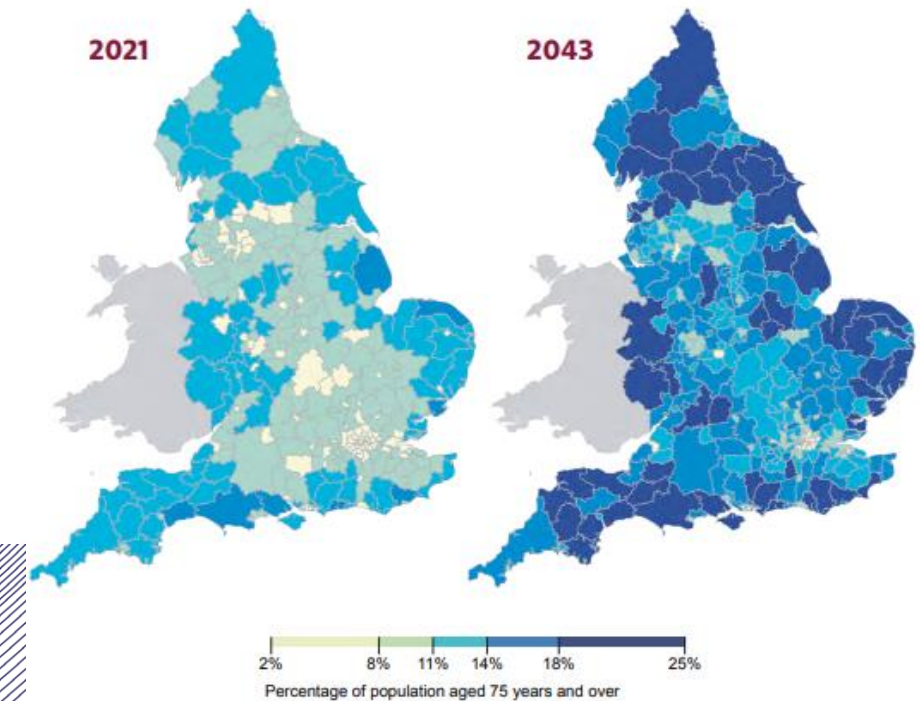 2021
2043
2% 8% 11% 14% 18% 25%
Percentage of population aged 75 years and over